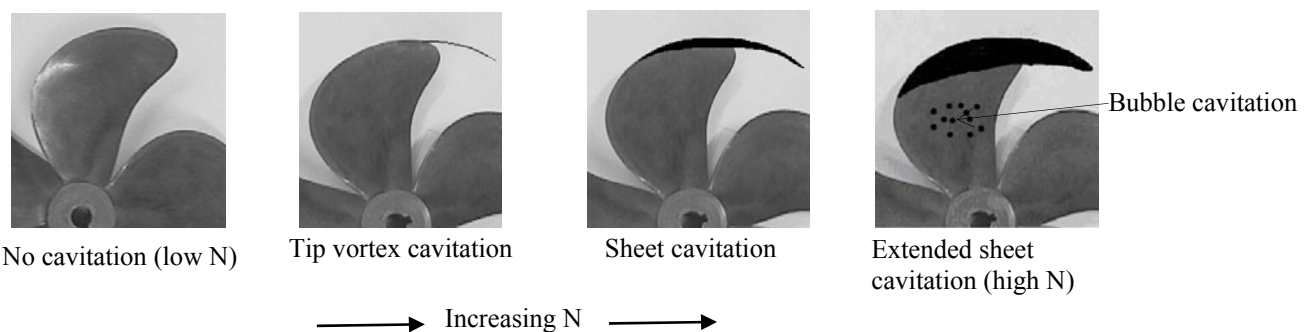 Bubble cavitation
No cavitation (low N)
Tip vortex cavitation
Sheet cavitation
Extended sheet
cavitation (high N)
Increasing N